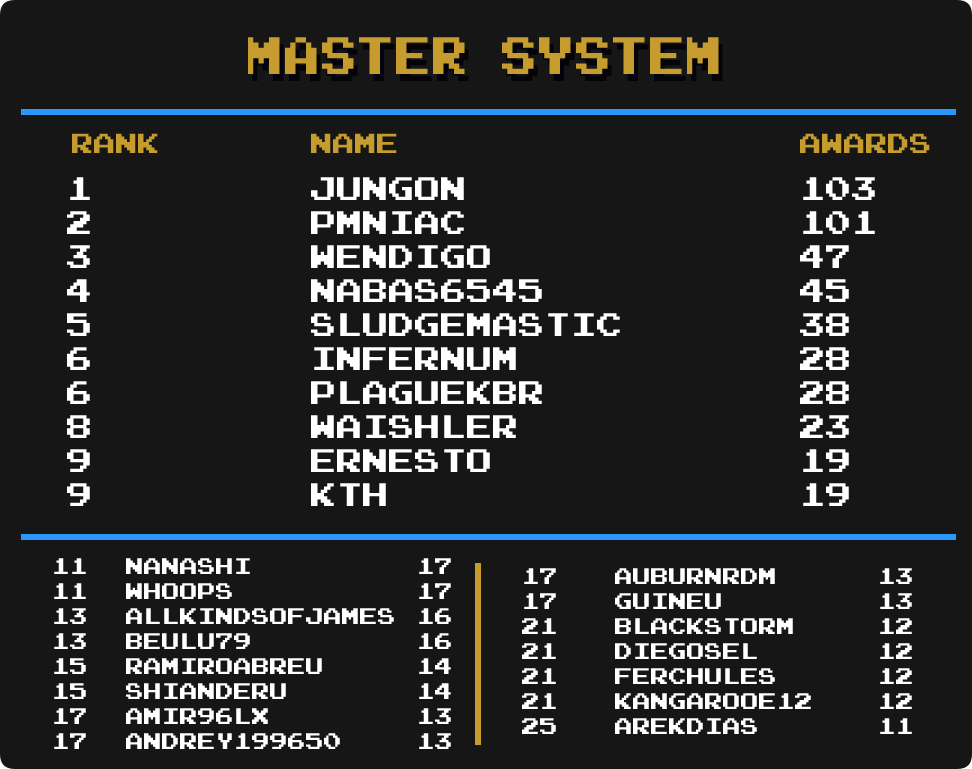 MASTER SYSTEM
RANK NAME AWARDS
1 JUNGON 103
2 PMNIAC 101
3 WENDIGO 47
4 NABAS6545 45
5 SLUDGEMASTIC 38
6 INFERNUM 28
6 PLAGUEKBR 28
8 WAISHLER 23
9 ERNESTO 19
9 KTH 19
11 NANASHI 17
11 WHOOPS 17
13 ALLKINDSOFJAMES 16
13 BEULU79 16
15 RAMIROABREU 14
15 SHIANDERU 14
17 AMIR96LX 13
17 ANDREY199650 13
17 AUBURNRDM 13
17 GUINEU 13
21 BLACKSTORM 12
21 DIEGOSEL 12
21 FERCHULES 12
21 KANGAROOE12 12
25 AREKDIAS 11